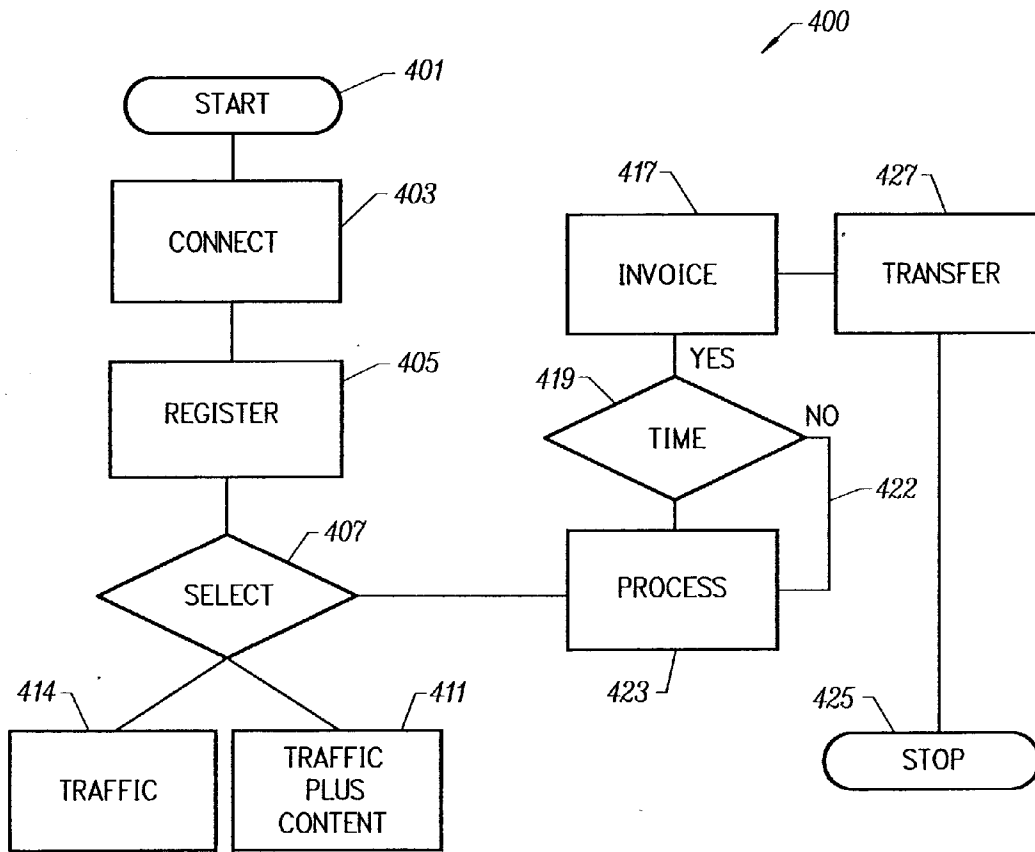 400
401
START
403
CONNECT
405
REGISTER
407
SELECT
414
TRAFFIC
411
TRAFFIC
PLUS
CONTENT
417
INVOICE
427
TRANSFER
YES
419
TIME
NO
422
PROCESS
423
425
STOP